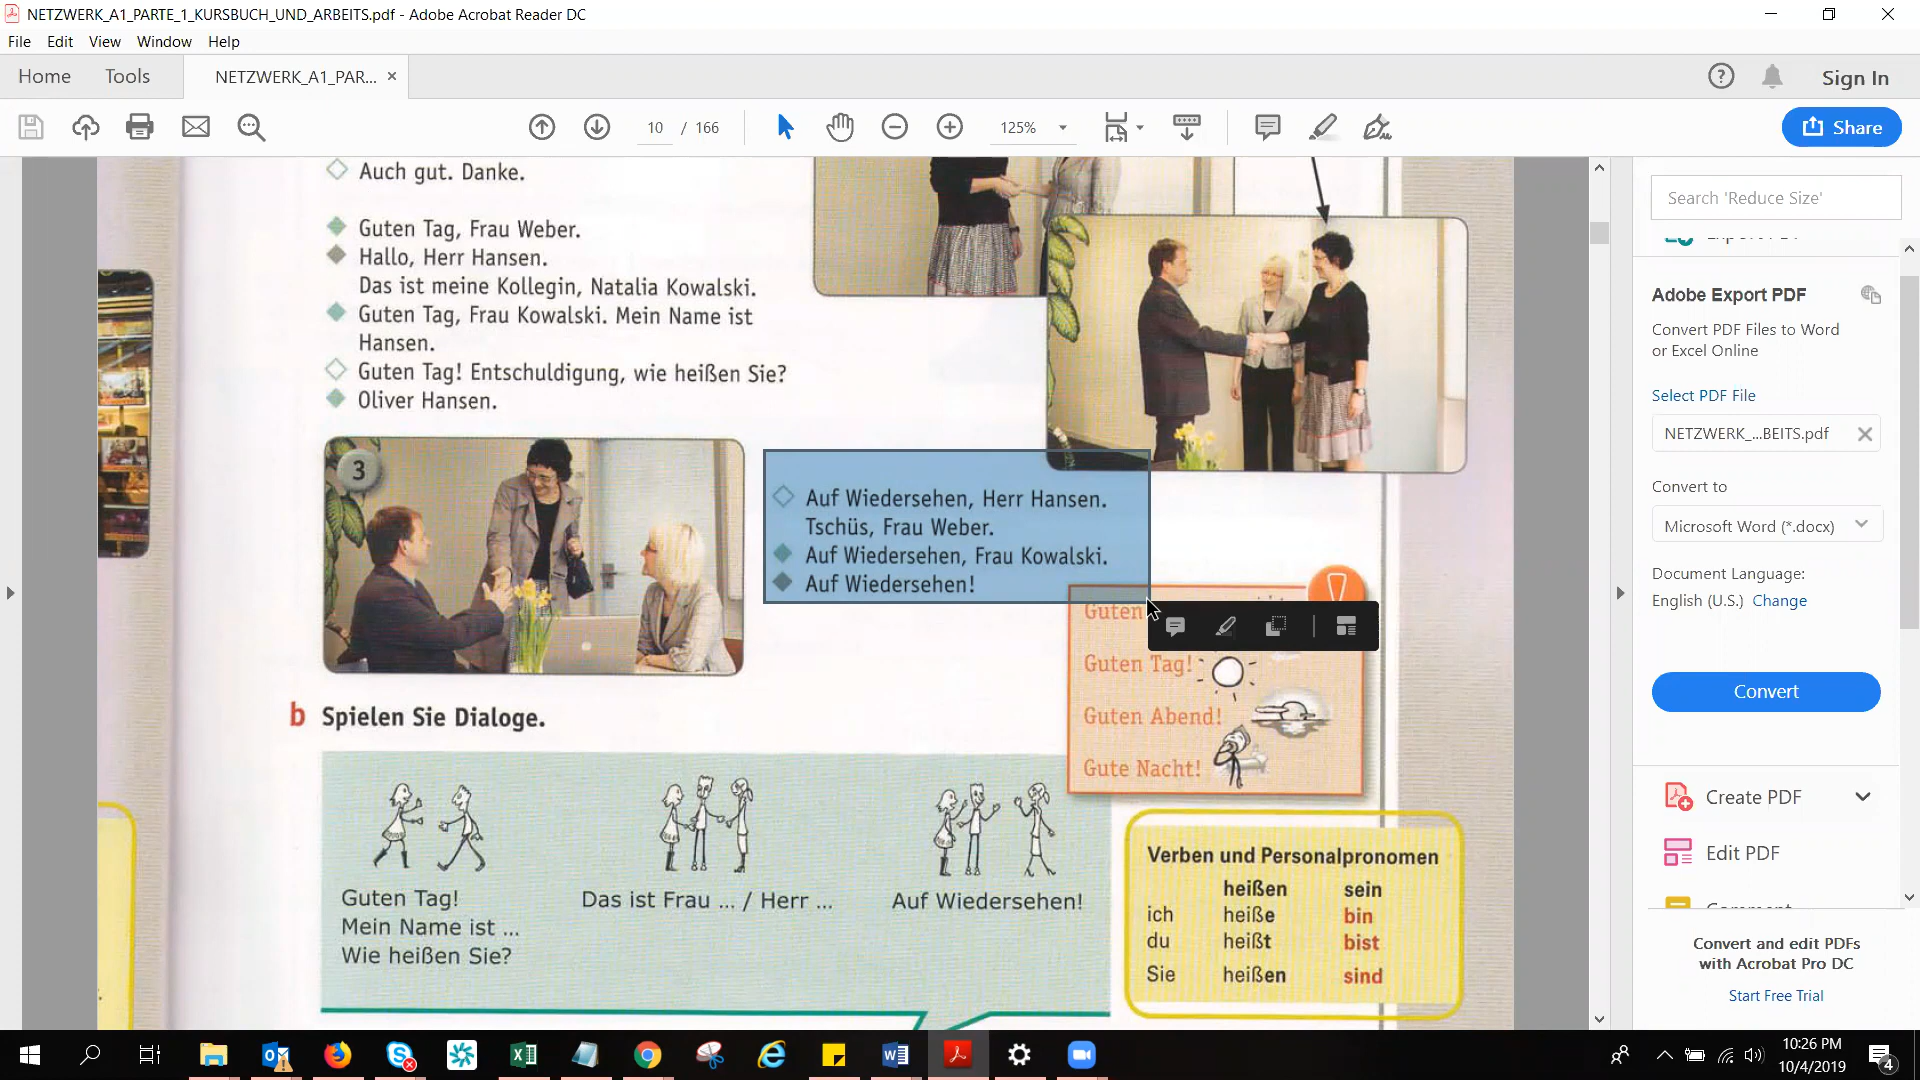 NETZWERK_A1_PARTE_1_KURSBUCH_UND_ARBEITS.pdf - Adobe Acrobat Reader DC
File Edit View Window Help
Home Tools NETZWERK_A1_PAR... Sign In
10 / 166 125% Share
Auch gut. Danke.
Guten Tag, Frau Weber.
Hallo, Herr Hansen.
Das ist meine Kollegin, Natalia Kowalski.
Guten Tag, Frau Kowalski. Mein Name ist
Hansen.
Guten Tag! Entschuldigung, wie heißen Sie?
Oliver Hansen.
3
Auf Wiedersehen, Herr Hansen.
Tschüs, Frau Weber.
Auf Wiedersehen, Frau Kowalski.
Auf Wiedersehen!
Guten
Guten Tag!
Guten Abend!
Gute Nacht!
b Spielen Sie Dialoge.
Guten Tag!
Mein Name ist ...
Wie heißen Sie?
Das ist Frau ... / Herr ...
Auf Wiedersehen!
Verben und Personalpronomen
heißen sein
ich heiße bin
du heißt bist
Sie heißen sind
Search 'Reduce Size'
Adobe Export PDF
Convert PDF Files to Word
or Excel Online
Select PDF File
NETZWERK_...BEITS.pdf
Convert to
Microsoft Word (*.docx)
Document Language:
English (U.S.) Change
Convert
Create PDF
Edit PDF
Convert and edit PDFs
with Acrobat Pro DC
Start Free Trial
10:26 PM
10/4/2019
4